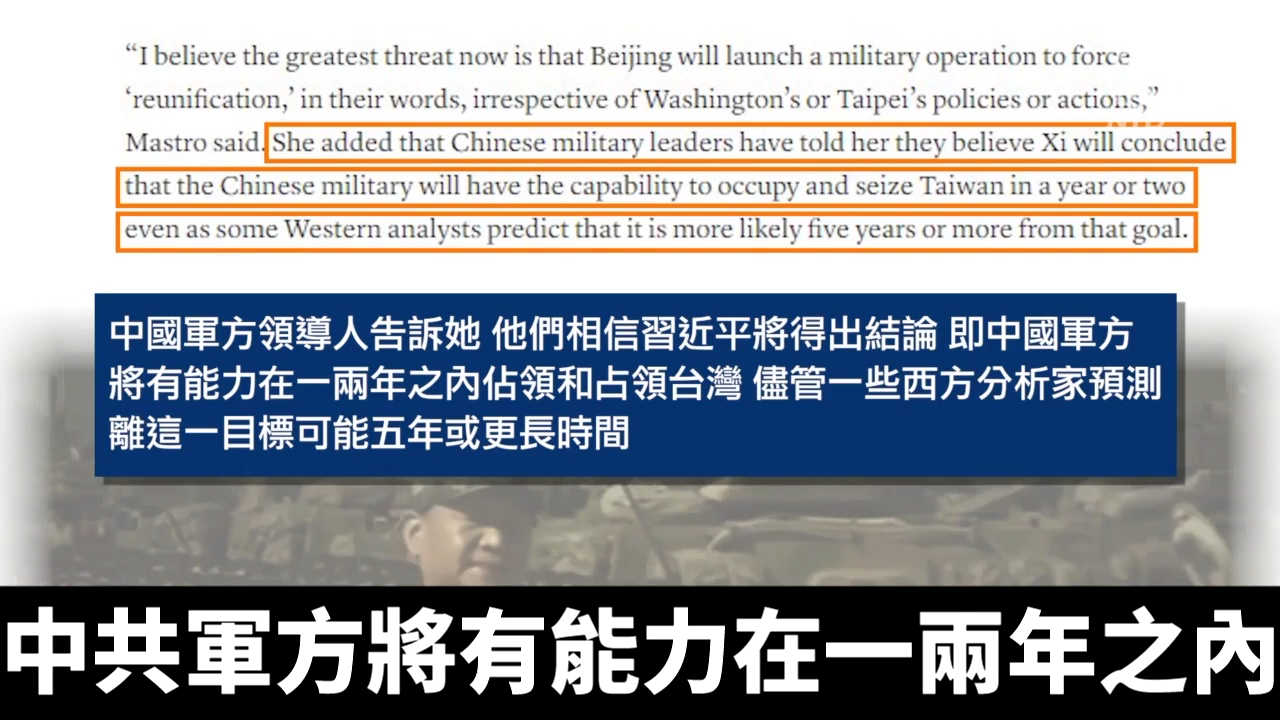 “I believe the greatest threat now is that Beijing will launch a military operation to force
‘reunification,’ in their words, irrespective of Washington’s or Taipei’s policies or actions,”
Mastro said. She added that Chinese military leaders have told her they believe Xi will conclude
that the Chinese military will have the capability to occupy and seize Taiwan in a year or two
even as some Western analysts predict that it is more likely five years or more from that goal.
中國軍方領導人告訴她 他們相信習近平將得出結論 即中國軍方
將有能力在一兩年之內佔領和占領台灣 儘管一些西方分析家預測
離這一目標可能五年或更長時間
中共軍方將有能力在一兩年之內